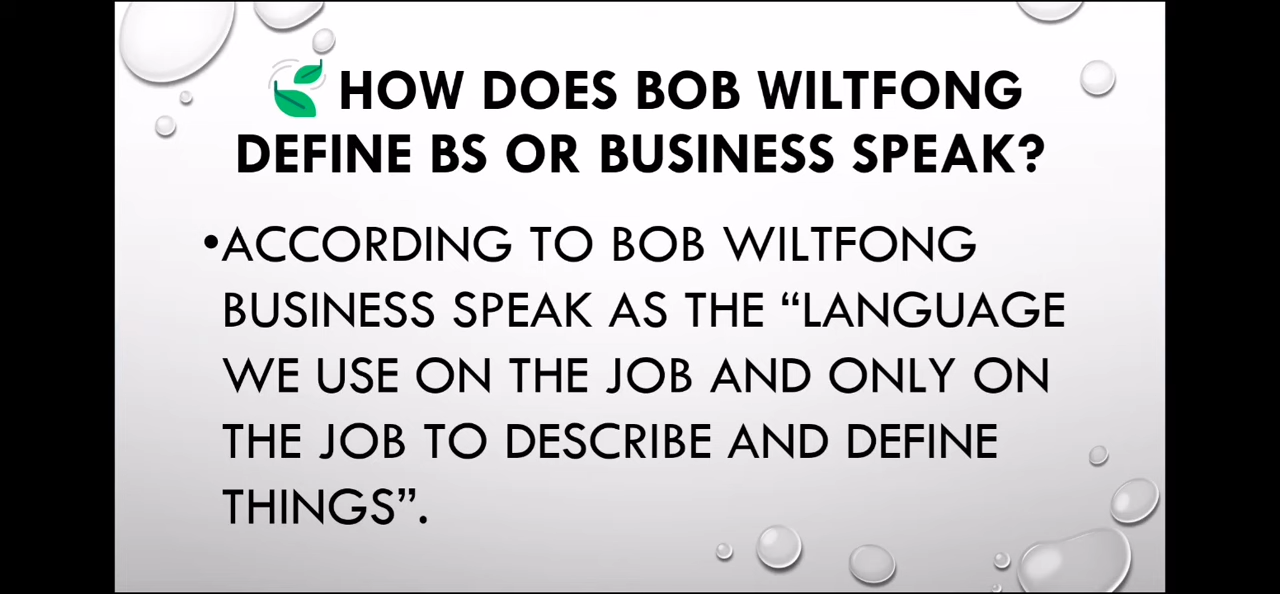 HOW DOES BOB WILTFONG
DEFINE BS OR BUSINESS SPEAK?
•ACCORDING TO BOB WILTFONG
BUSINESS SPEAK AS THE “LANGUAGE
WE USE ON THE JOB AND ONLY ON
THE JOB TO DESCRIBE AND DEFINE
THINGS”.